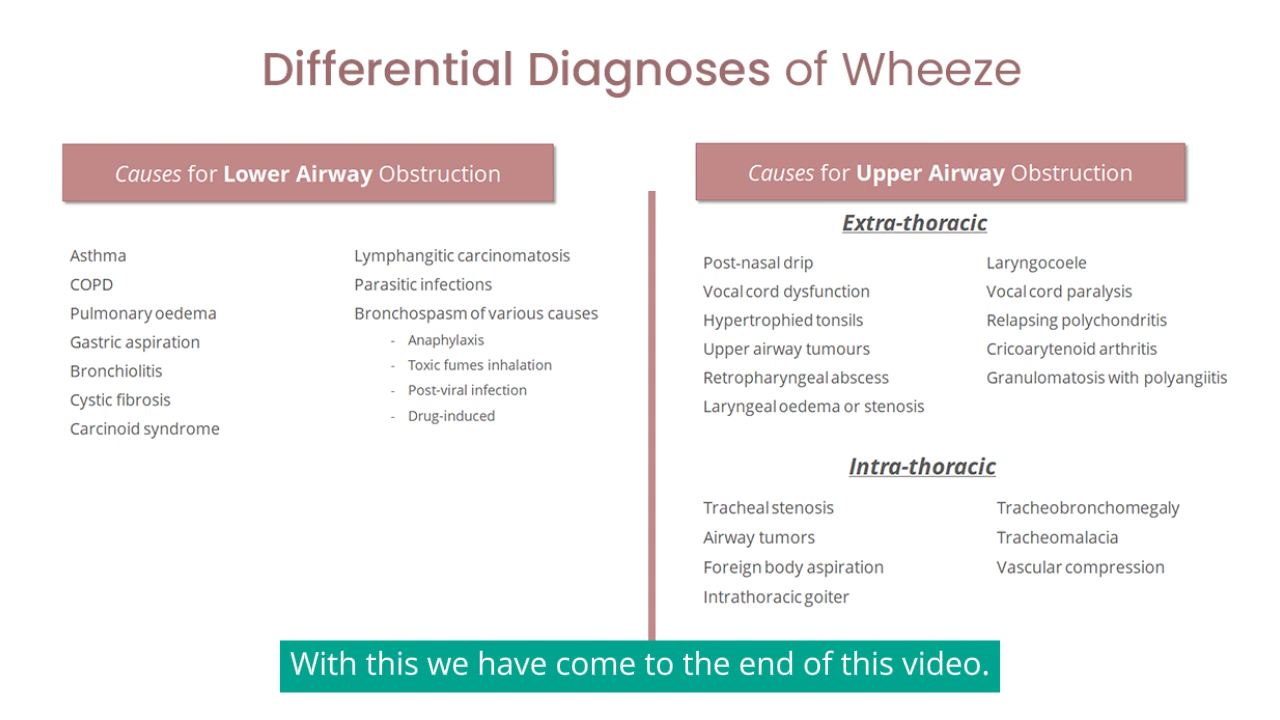 Differential Diagnoses of Wheeze
Causes for Lower Airway Obstruction
Asthma
COPD
Pulmonary oedema
Gastric aspiration
Bronchiolitis
Cystic fibrosis
Carcinoid syndrome
Lymphangitic carcinomatosis
Parasitic infections
Bronchospasm of various causes
- Anaphylaxis
- Toxic fumes inhalation
- Post-viral infection
- Drug-induced
Causes for Upper Airway Obstruction
Extra-thoracic
Post-nasal drip
Vocal cord dysfunction
Hypertrophied tonsils
Upper airway tumours
Retropharyngeal abscess
Laryngeal oedema or stenosis
Laryngocoele
Vocal cord paralysis
Relapsing polychondritis
Cricoarytenoid arthritis
Granulomatosis with polyangiitis
Intra-thoracic
Tracheal stenosis
Airway tumors
Foreign body aspiration
Intrathoracic goiter
Tracheobronchomegaly
Tracheomalacia
Vascular compression
With this we have come to the end of this video.